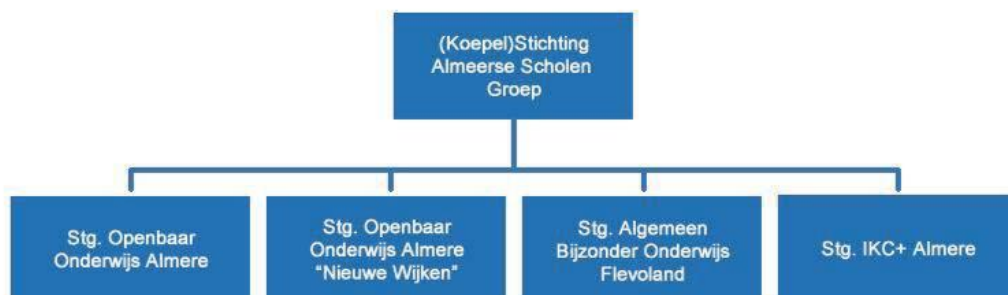 (Koepel)Stichting
Almeerse Scholen
Groep
Stg. Openbaar
Onderwijs Almere
Stg. Openbaar
Onderwijs Almere
“Nieuwe Wijken”
Stg. Algemeen
Bijzonder Onderwijs
Flevoland
Stg. IKC+ Almere